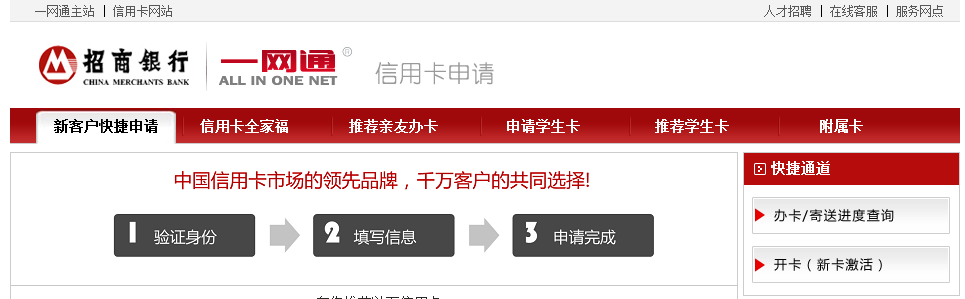 一网通主站 | 信用卡网站
人才招聘 | 在线客服 | 服务网点
招商银行
CHINA MERCHANTS BANK
一网通®
ALL IN ONE NET
信用卡申请
新客户快捷申请 信用卡全家福 推荐亲友办卡 申请学生卡 推荐学生卡 附属卡
中国信用卡市场的领先品牌，千万客户的共同选择!
1 验证身份 2 填写信息 3 申请完成
快捷通道
办卡/寄送进度查询
开卡（新卡激活）